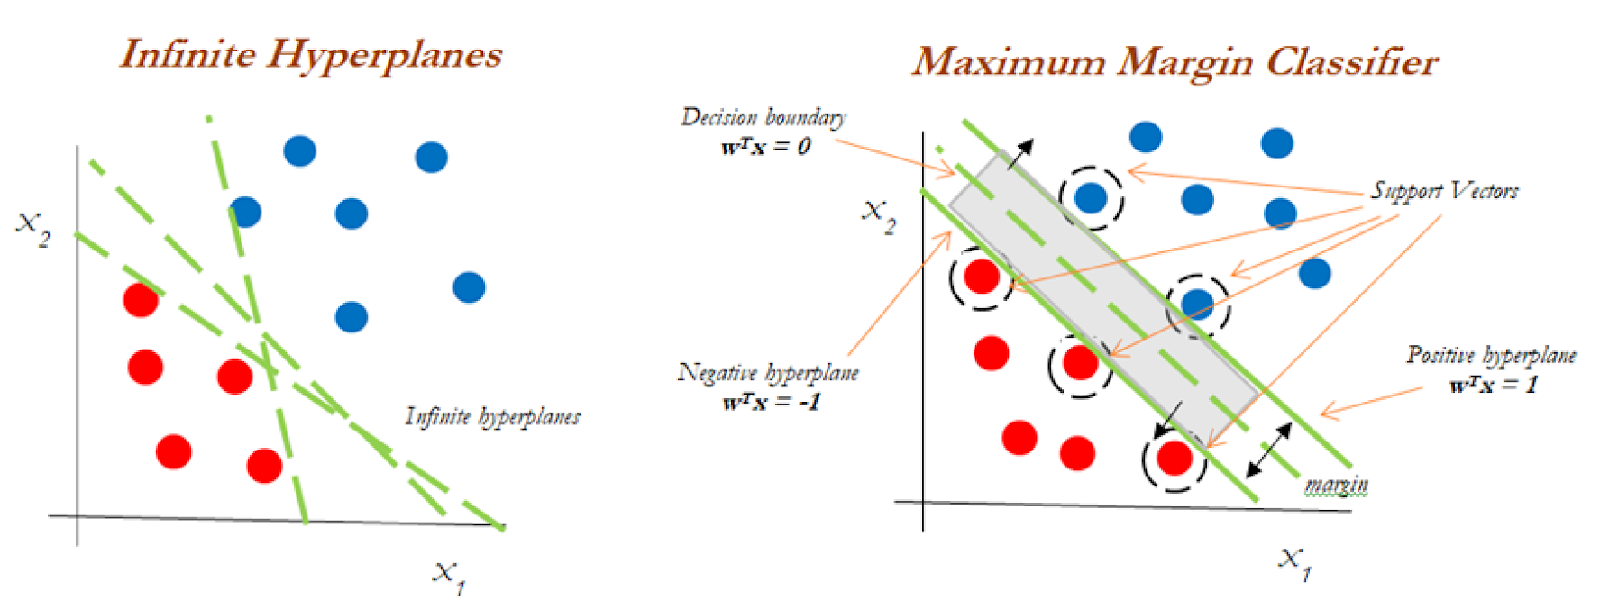 Infinite Hyperplanes
X₂
Infinite hyperplanes
X₁
Maximum Margin Classifier
Decision boundary
wᵀx = 0
Support Vectors
X₂
Negative hyperplane
wᵀx = -1
Positive hyperplane
wᵀx = 1
margin
X₁